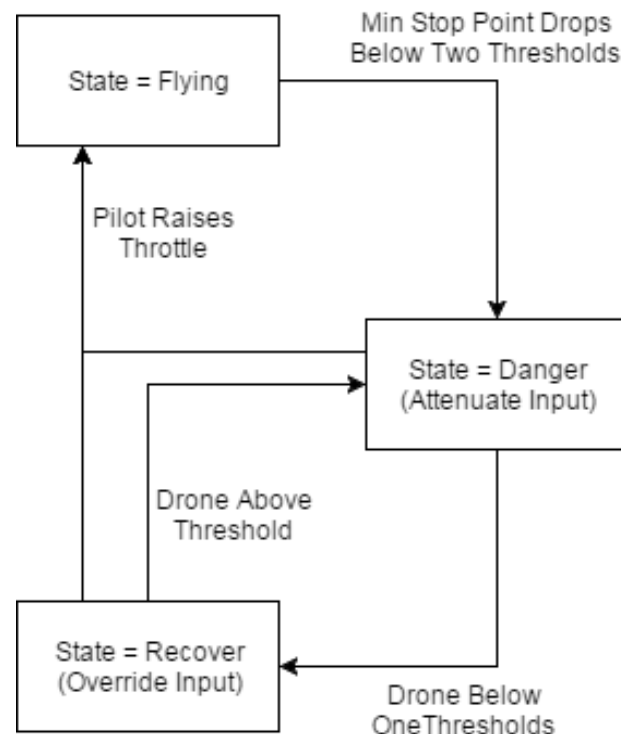 Min Stop Point Drops
Below Two Thresholds
State = Flying
Pilot Raises
Throttle
State = Danger
(Attenuate Input)
Drone Above
Threshold
State = Recover
(Override Input)
Drone Below
OneThresholds